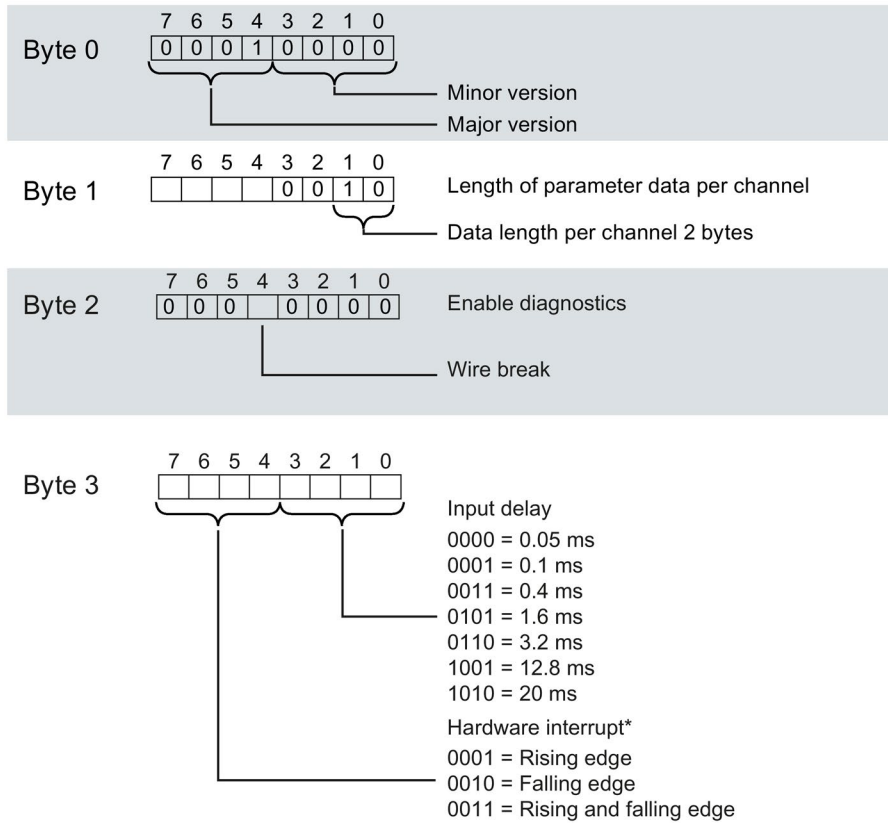 7 6 5 4 3 2 1 0
Byte 0
0 0 0 1 0 0 0 0
Minor version
Major version
7 6 5 4 3 2 1 0
Byte 1
0 0 1 0
Length of parameter data per channel
Data length per channel 2 bytes
7 6 5 4 3 2 1 0
Byte 2
0 0 0 0 0 0 0
Enable diagnostics
Wire break
7 6 5 4 3 2 1 0
Byte 3
Input delay
0000 = 0.05 ms
0001 = 0.1 ms
0011 = 0.4 ms
0101 = 1.6 ms
0110 = 3.2 ms
1001 = 12.8 ms
1010 = 20 ms
Hardware interrupt*
0001 = Rising edge
0010 = Falling edge
0011 = Rising and falling edge